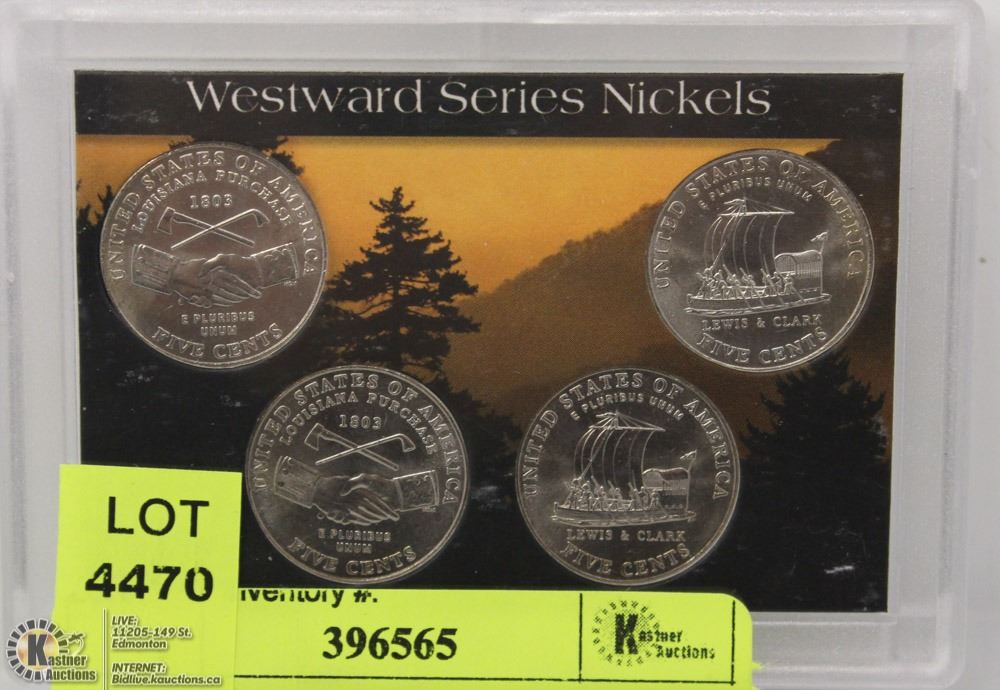 Westward Series Nickels
UNITED STATES OF AMERICA
LOUISIANA PURCHASE
1803
E PLURIBUS
UNUM
FIVE CENTS
UNITED STATES OF AMERICA
E PLURIBUS UNUM
LEWIS & CLARK
FIVE CENTS
UNITED STATES OF AMERICA
LOUISIANA PURCHASE
1803
E PLURIBUS
UNUM
FIVE CENTS
UNITED STATES OF AMERICA
E PLURIBUS UNUM
LEWIS & CLARK
FIVE CENTS
LOT
4470
nventory #:
396565
Kastner
Auctions
Kastner
Auctions
LIVE:
11205-149 St.
Edmonton
INTERNET:
Bidlive.kauctions.ca